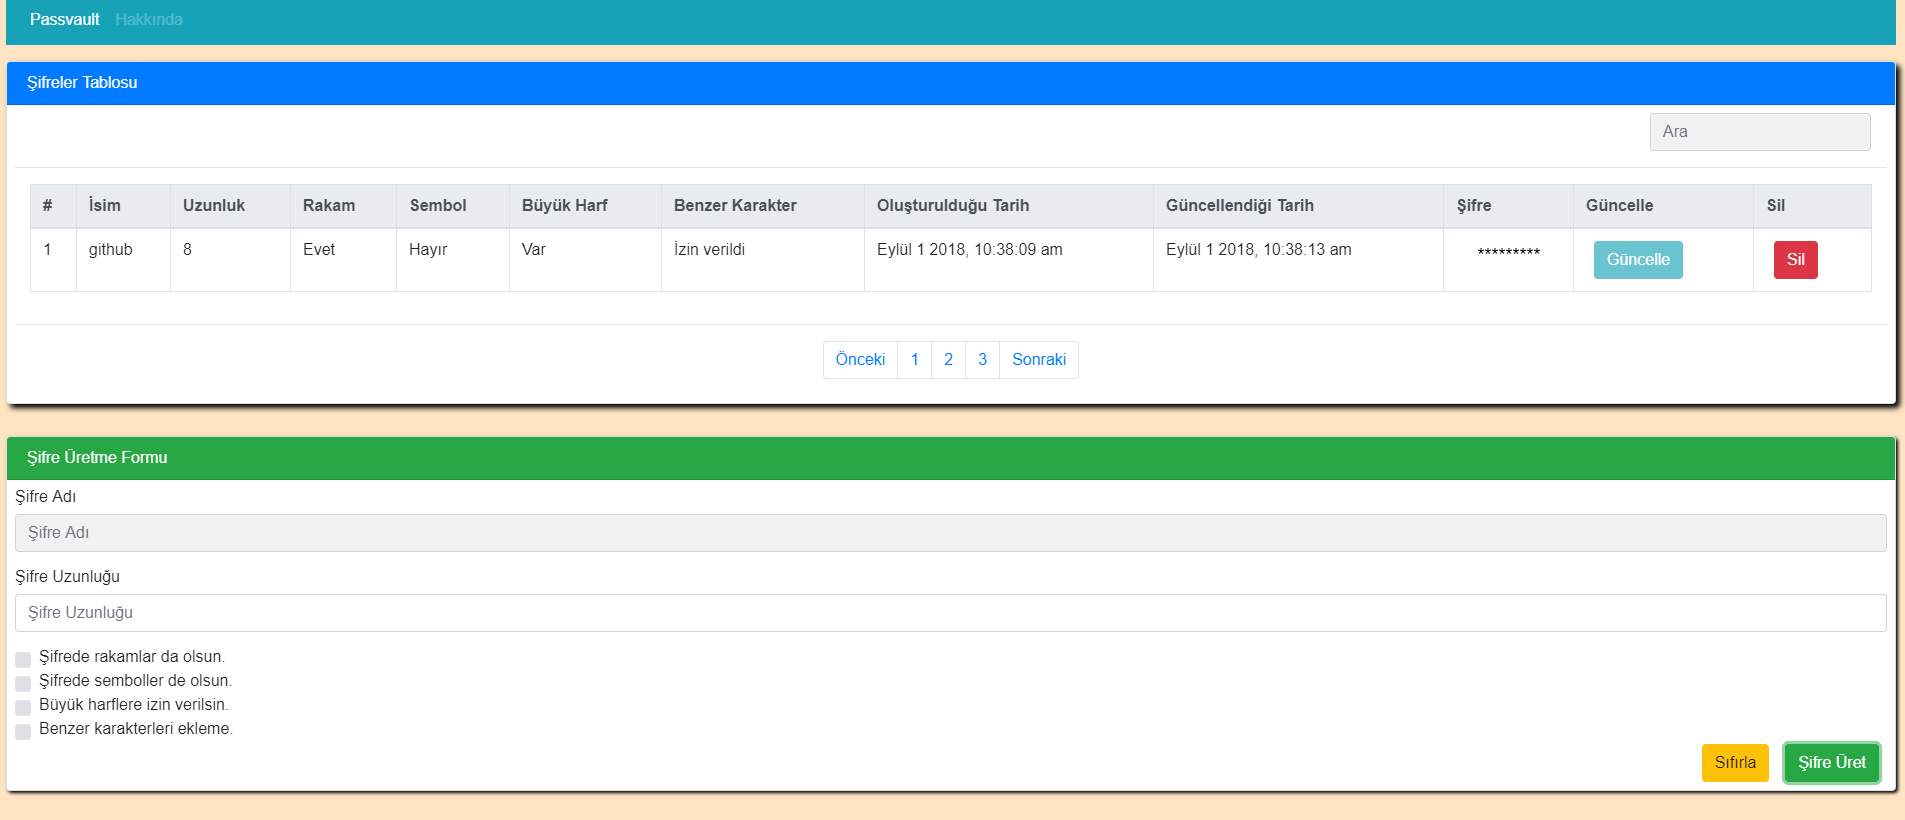 Passvault Hakkında
Şifreler Tablosu
Ara
# İsim Uzunluk Rakam Sembol Büyük Harf Benzer Karakter Oluşturulduğu Tarih Güncellendiği Tarih Şifre Güncelle Sil
1 github 8 Evet Hayır Var İzin verildi Eylül 1 2018, 10:38:09 am Eylül 1 2018, 10:38:13 am ********* Güncelle Sil
Önceki 1 2 3 Sonraki
Şifre Üretme Formu
Şifre Adı
Şifre Adı
Şifre Uzunluğu
Şifre Uzunluğu
Şifrede rakamlar da olsun.
Şifrede semboller de olsun.
Büyük harflere izin verilsin.
Benzer karakterleri ekleme.
Sıfırla Şifre Üret